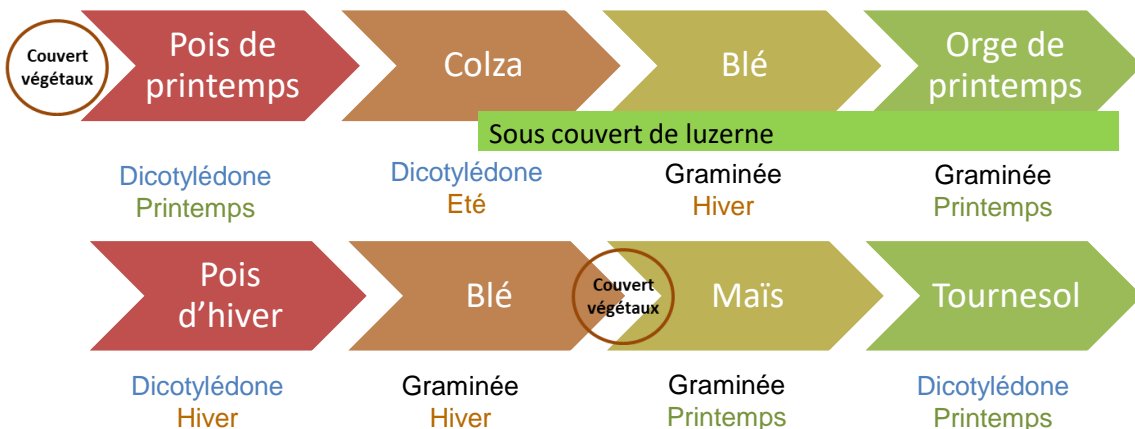 Couvert
végétaux
Pois de
printemps
Colza
Blé
Orge de
printemps
Sous couvert de luzerne
Dicotylédone
Printemps
Dicotylédone
Eté
Graminée
Hiver
Graminée
Printemps
Pois
d’hiver
Blé
Couvert
végétaux
Maïs
Tournesol
Dicotylédone
Hiver
Graminée
Hiver
Graminée
Printemps
Dicotylédone
Printemps